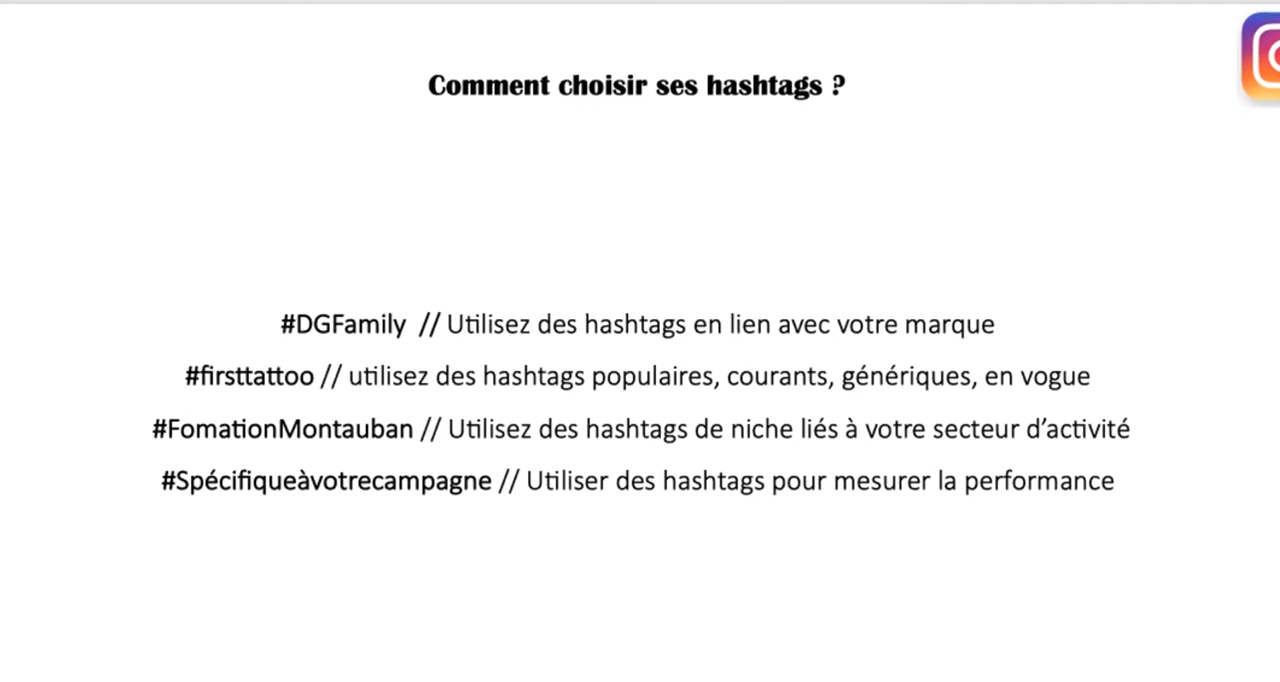 Comment choisir ses hashtags ?
#DGFamily // Utilisez des hashtags en lien avec votre marque
#firsttattoo // utilisez des hashtags populaires, courants, génériques, en vogue
#FomationMontauban // Utilisez des hashtags de niche liés à votre secteur d’activité
#Spécifiqueàvotrecampagne // Utiliser des hashtags pour mesurer la performance